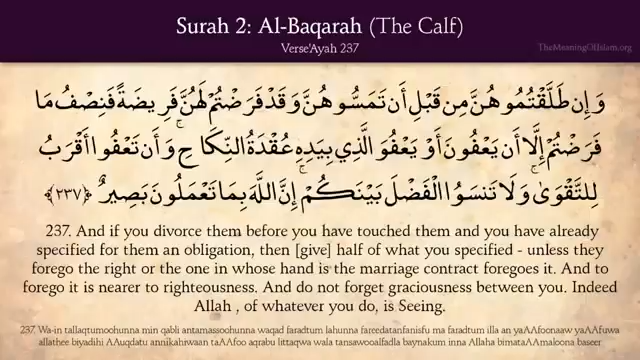 Surah 2: Al-Baqarah (The Calf)
Verse'Ayah 237
TheMeaningOfIslam.org
وَإِن طَلَّقْتُمُوهُنَّ مِن قَبْلِ أَن تَمَسُّوهُنَّ وَقَدْ فَرَضْتُمْ لَهُنَّ فَرِيضَةً فَنِصْفُ مَا
فَرَضْتُمْ إِلَّا أَن يَعْفُونَ أَوْ يَعْفُوَ الَّذِي بِيَدِهِ عُقْدَةُ النِّكَاحِ ۚ وَأَن تَعْفُوا أَقْرَبُ
لِلتَّقْوَىٰ ۚ وَلَا تَنسَوُا الْفَضْلَ بَيْنَكُمْ ۚ إِنَّ اللَّهَ بِمَا تَعْمَلُونَ بَصِيرٌ ﴿٢٣٧﴾
237. And if you divorce them before you have touched them and you have already
specified for them an obligation, then [give] half of what you specified - unless they
forego the right or the one in whose hand is the marriage contract foregoes it. And to
forego it is nearer to righteousness. And do not forget graciousness between you. Indeed
Allah , of whatever you do, is Seeing.
237. Wa-in tallaqtumoohunna min qabli antamassoohunna waqad faradtum lahunna fareedatanfanisfu ma faradtum illa an yaAAfoonaaw yaAAfuwa
allathee biyadihi AAuqdatu annikahiwaan taAAfoo aqrabu littaqwa wala tansawooalfadla baynakum inna Allaha bimataAAmaloona baseer